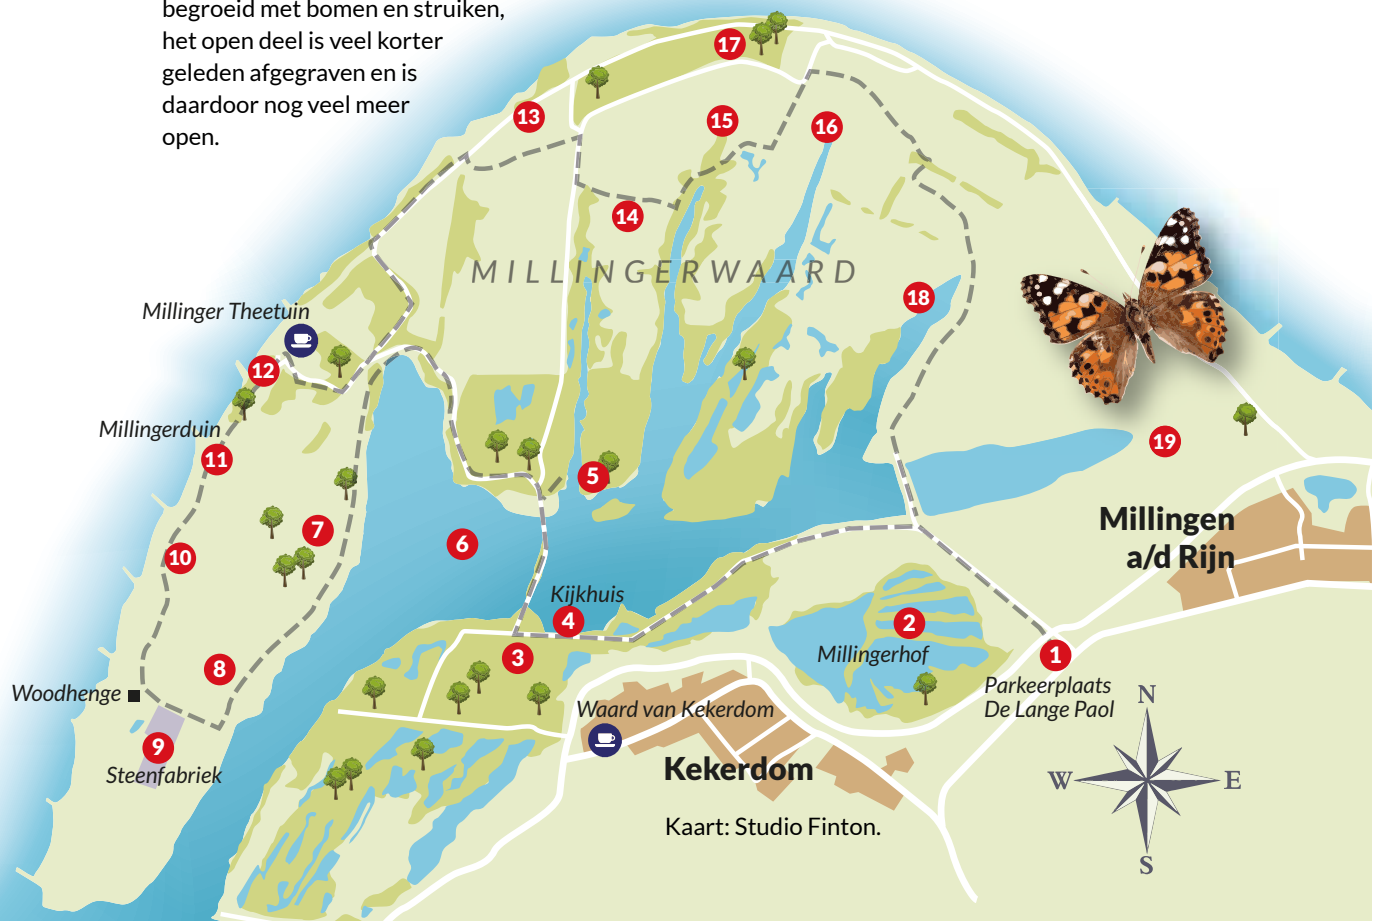 begroeid met bomen en struiken,
het open deel is veel korter
geleden afgegraven en is
daardoor nog veel meer
open.
17
13
15
16
14
MILLINGERWAARD
18
Millinger Theetuin
12
Millingerduin
11
5
19
7
6
10
Millingen
a/d Rijn
Kijkhuis
4
2
Millingerhof
3
1
8
Parkeerplaats
De Lange Paol
Woodhenge
9
Steenfabriek
Waard van Kekerdom
Kekerdom
Kaart: Studio Finton.
N
W
E
S